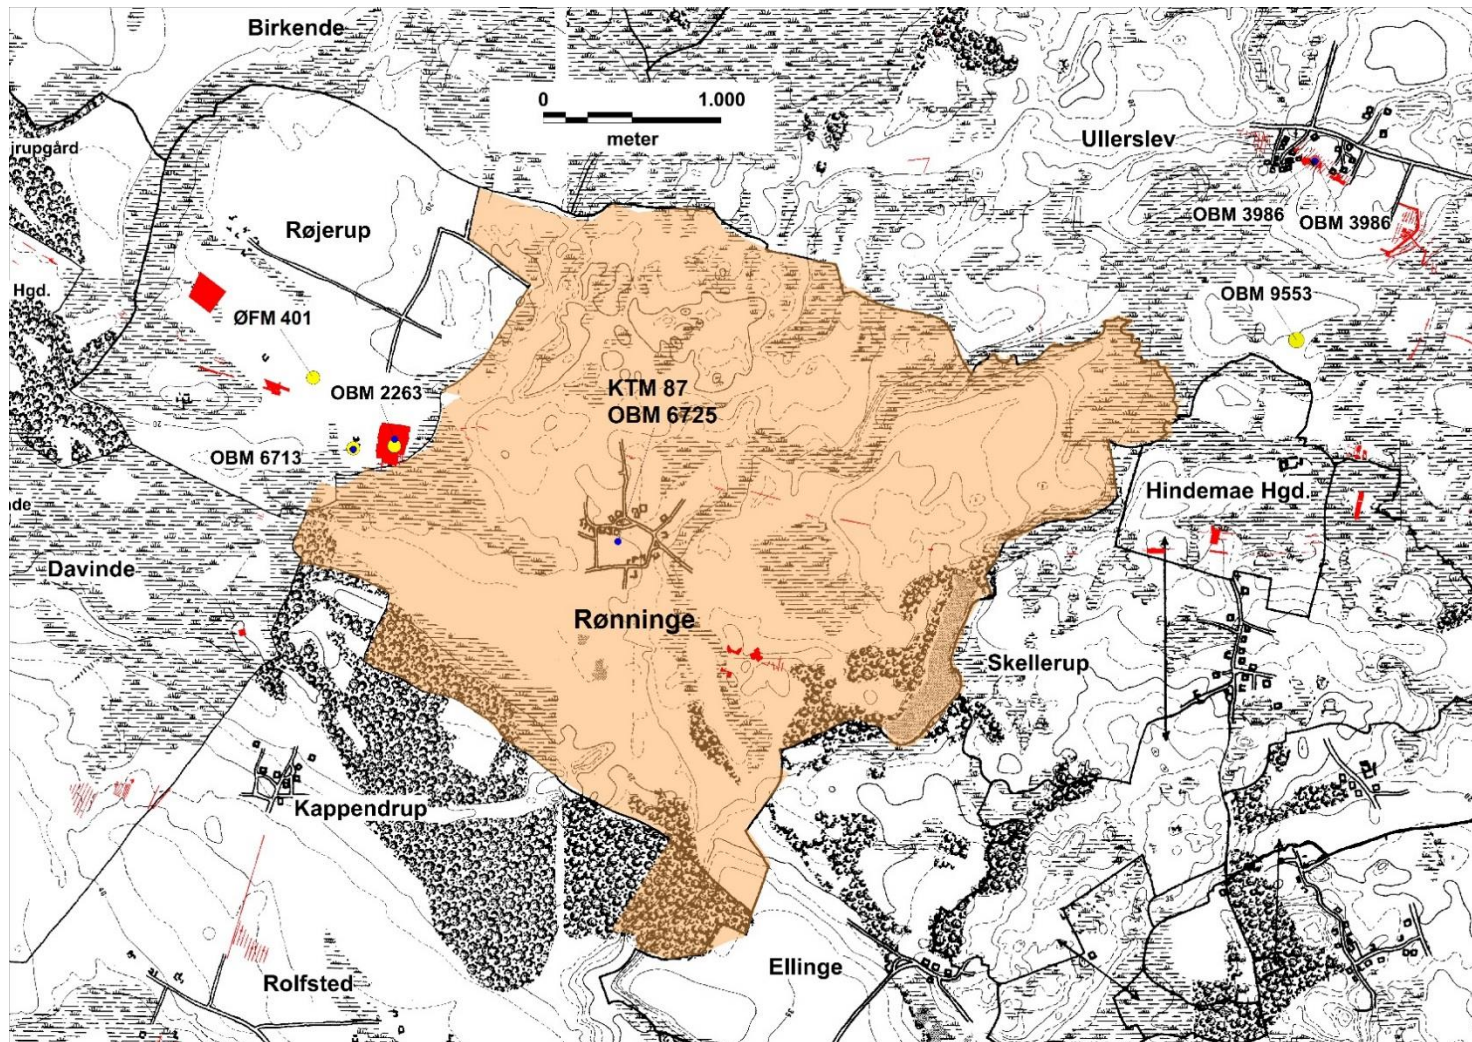 Birkende
0 1.000
meter
Ullerslev
jrupgård
OBM 3986
OBM 3986
Røjerup
Hgd.
OBM 9553
ØFM 401
KTM 87
OBM 6725
OBM 2263
OBM 6713
Hindemae Hgd.
de
Davinde
Rønninge
Skellerup
Kappendrup
Ellinge
Rolfsted